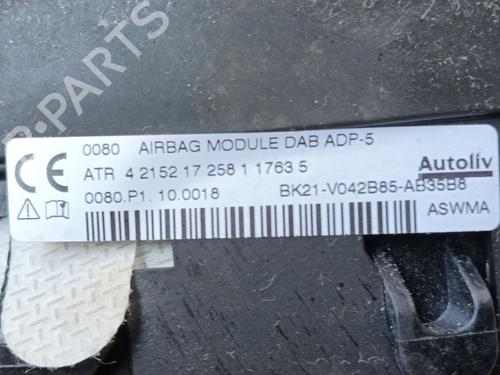 B-PARTS
0080 AIRBAG MODULE DAB ADP-5
ATR 4 2152 17 258 1 1763 5
Autoliv
0080.P1. 10.0018 BK21-V042B85-AB35B8
CE ASWMA